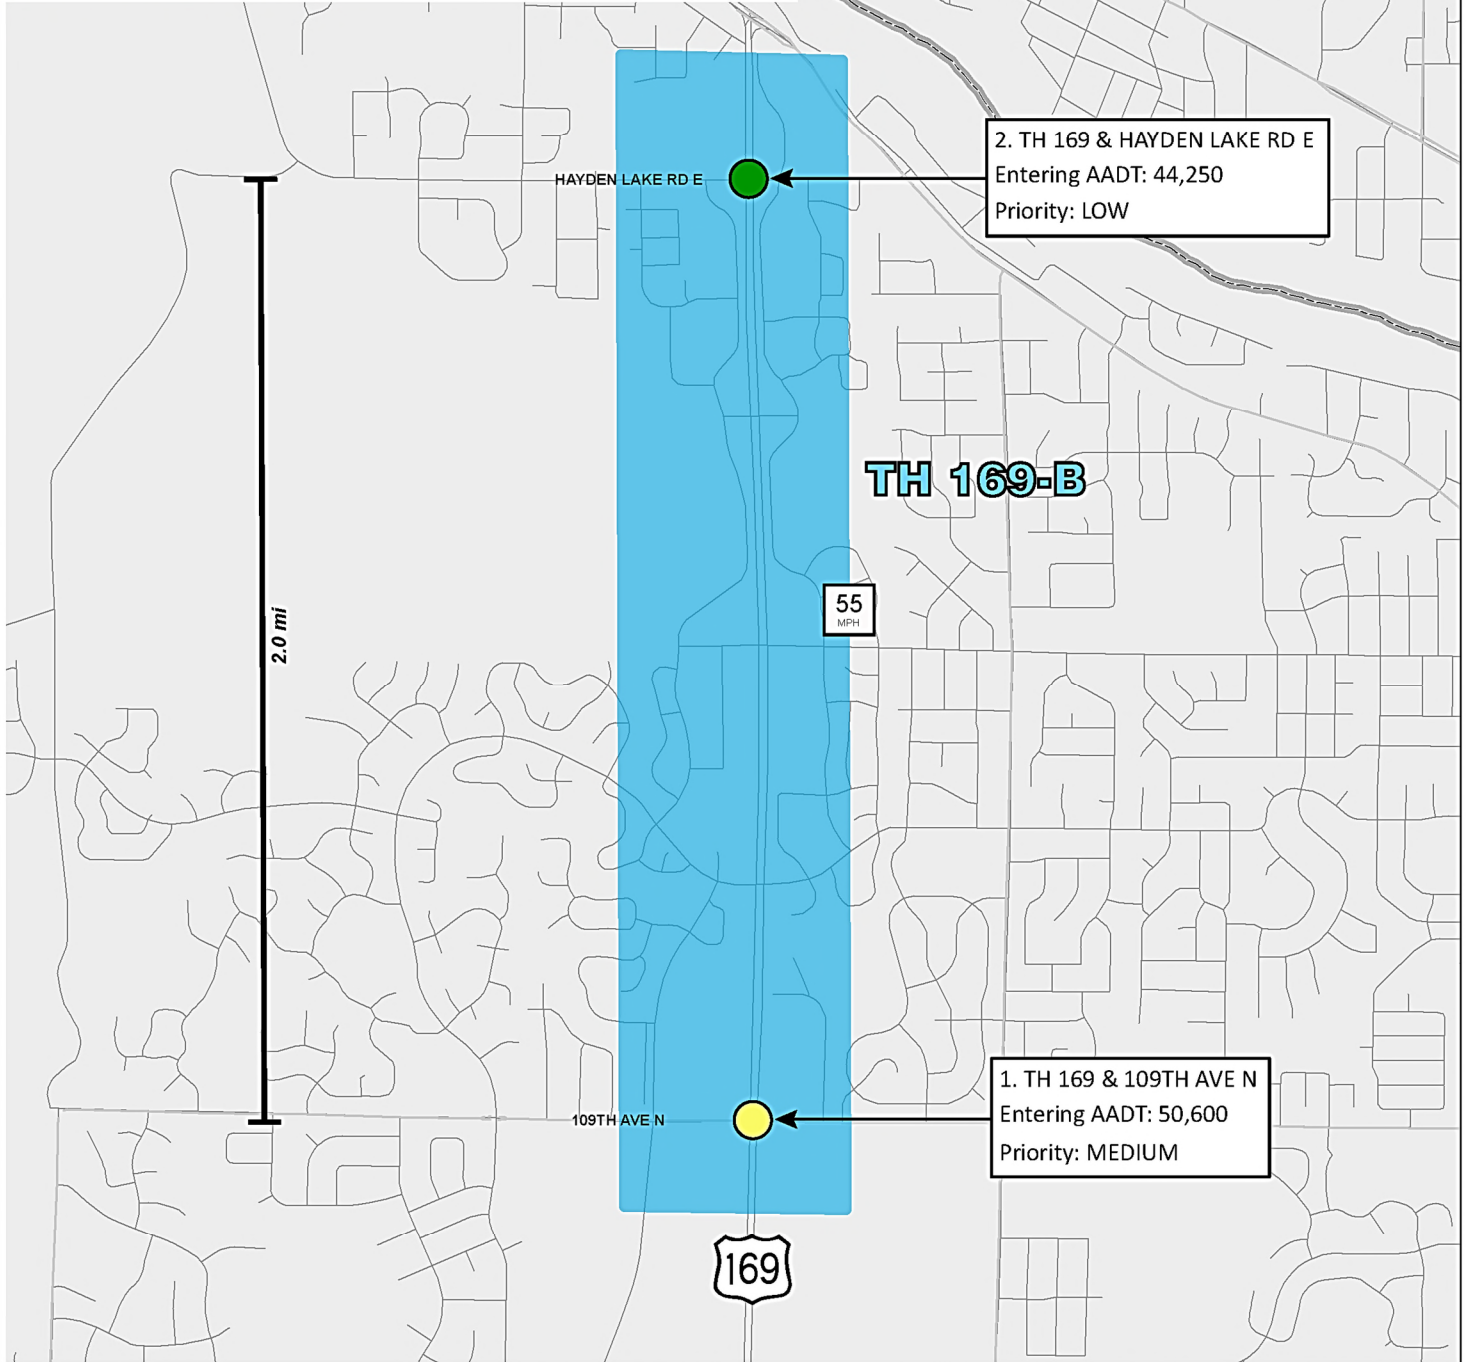 2. TH 169 & HAYDEN LAKE RD E
Entering AADT: 44,250
Priority: LOW
HAYDEN LAKE RD E
TH 169-B
55
MPH
2.0 mi
1. TH 169 & 109TH AVE N
Entering AADT: 50,600
Priority: MEDIUM
109TH AVE N
169